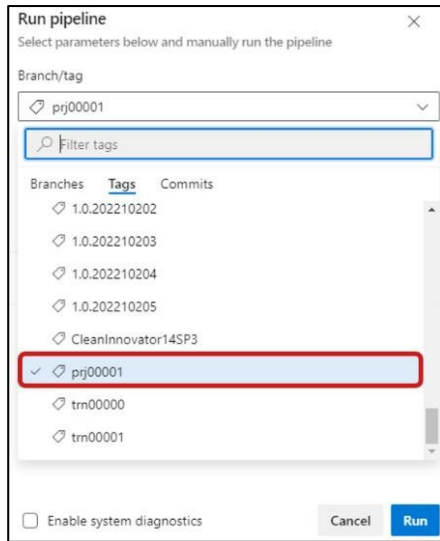 Run pipeline
Select parameters below and manually run the pipeline
Branch/tag
prj00001
Filter tags
Branches Tags Commits
1.0.202210202
1.0.202210203
1.0.202210204
1.0.202210205
CleanInnovator14SP3
prj00001
trn00000
trn00001
Enable system diagnostics Cancel Run